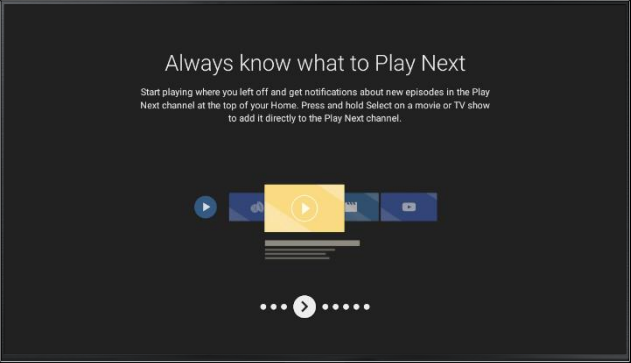 Always know what to Play Next
Start playing where you left off and get notifications about new episodes in the Play
Next channel at the top of your Home. Press and hold Select on a movie or TV show
to add it directly to the Play Next channel.